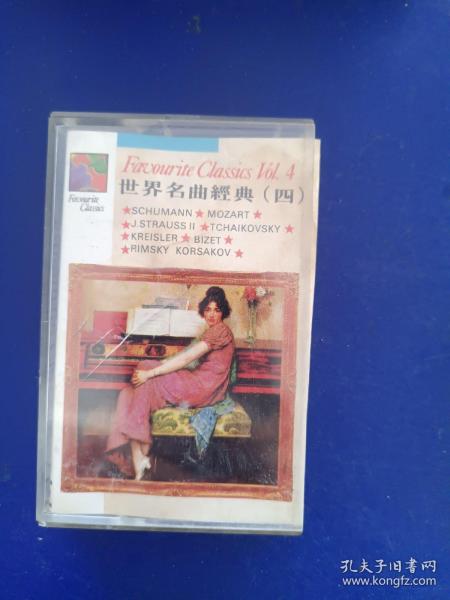 Favourite Classics Vol. 4
世界名曲經典(四)
Favourite
Classics
★SCHUMANN★ MOZART★
★J.STRAUSS II ★TCHAIKOVSKY★
★KREISLER★ BIZET★
★RIMSKY KORSAKOV★
孔夫子旧书网
www.kongfz.com